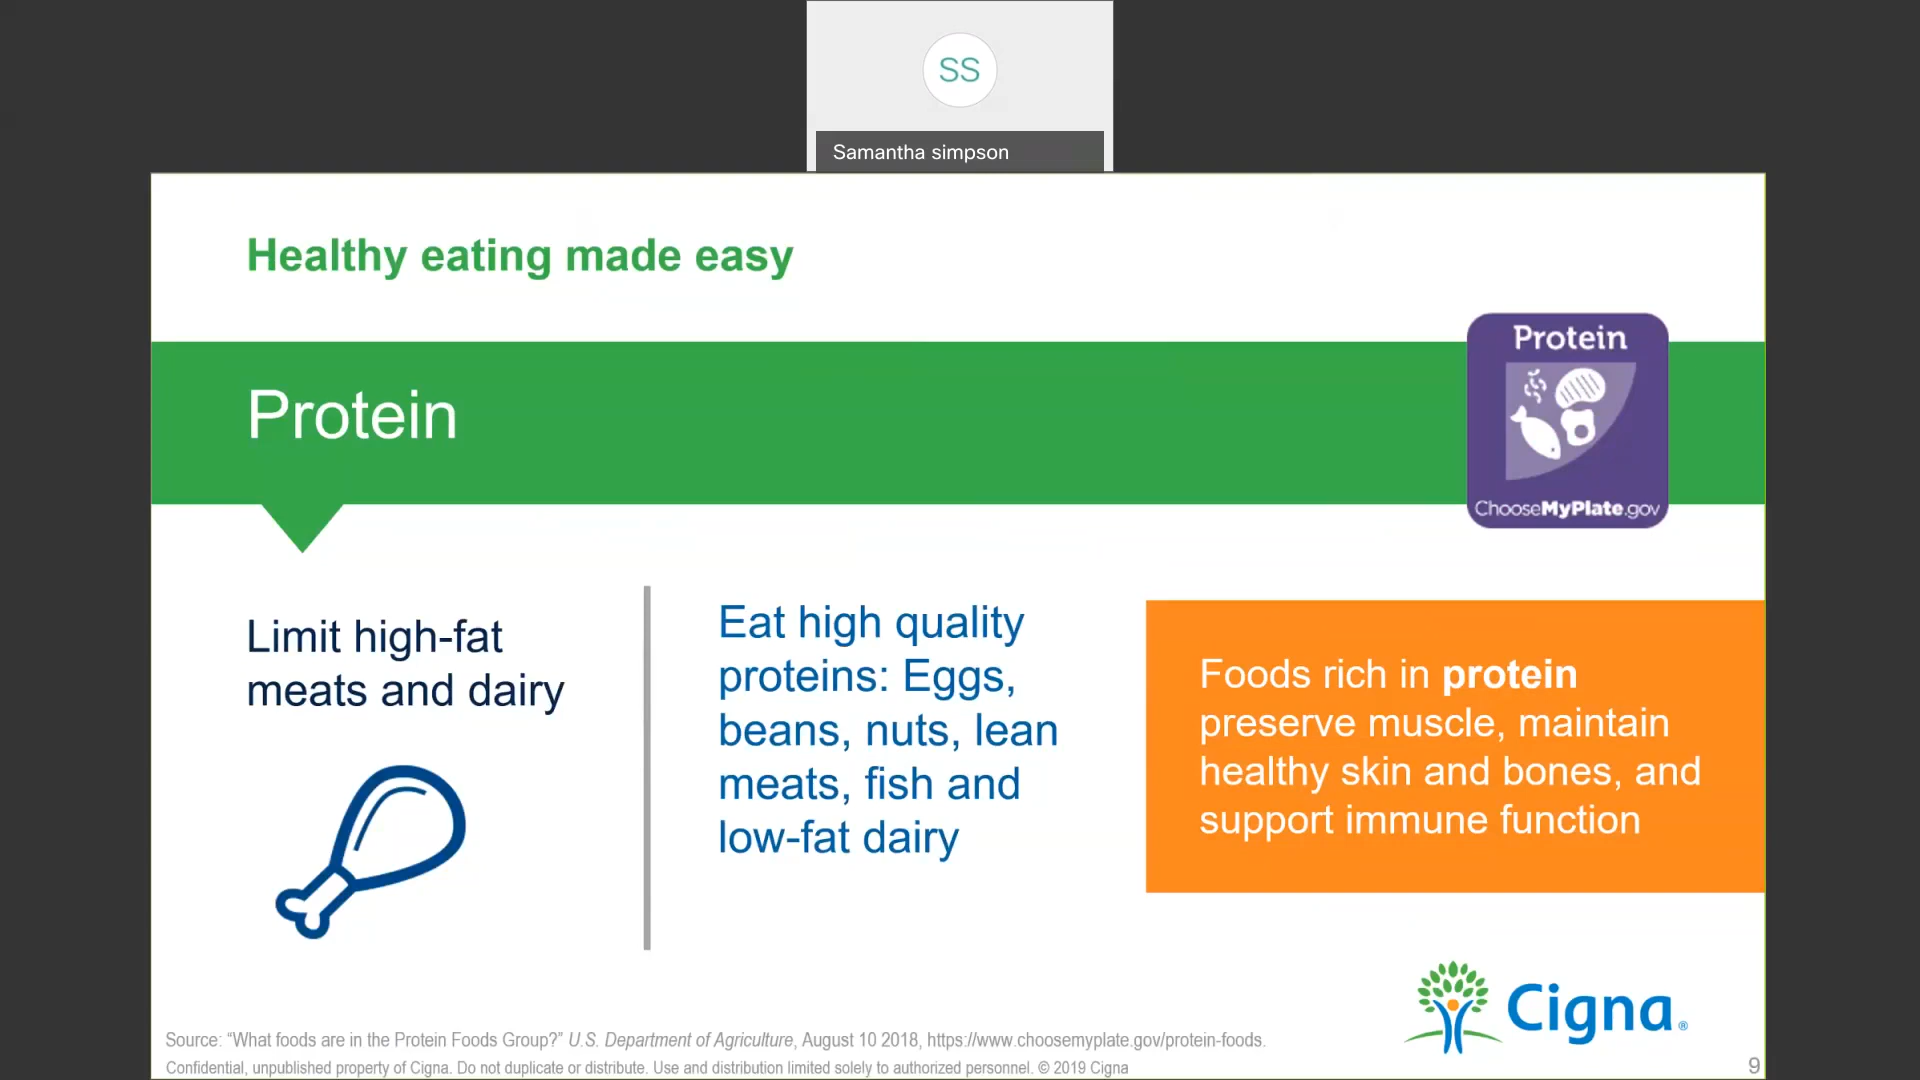 SS
Samantha simpson
Healthy eating made easy
Protein
Protein
ChooseMyPlate.gov
Limit high-fat
meats and dairy
Eat high quality
proteins: Eggs,
beans, nuts, lean
meats, fish and
low-fat dairy
Foods rich in protein
preserve muscle, maintain
healthy skin and bones, and
support immune function
Cigna®
Source: “What foods are in the Protein Foods Group?” U.S. Department of Agriculture, August 10 2018, https://www.choosemyplate.gov/protein-foods.
Confidential, unpublished property of Cigna. Do not duplicate or distribute. Use and distribution limited solely to authorized personnel. © 2019 Cigna
9